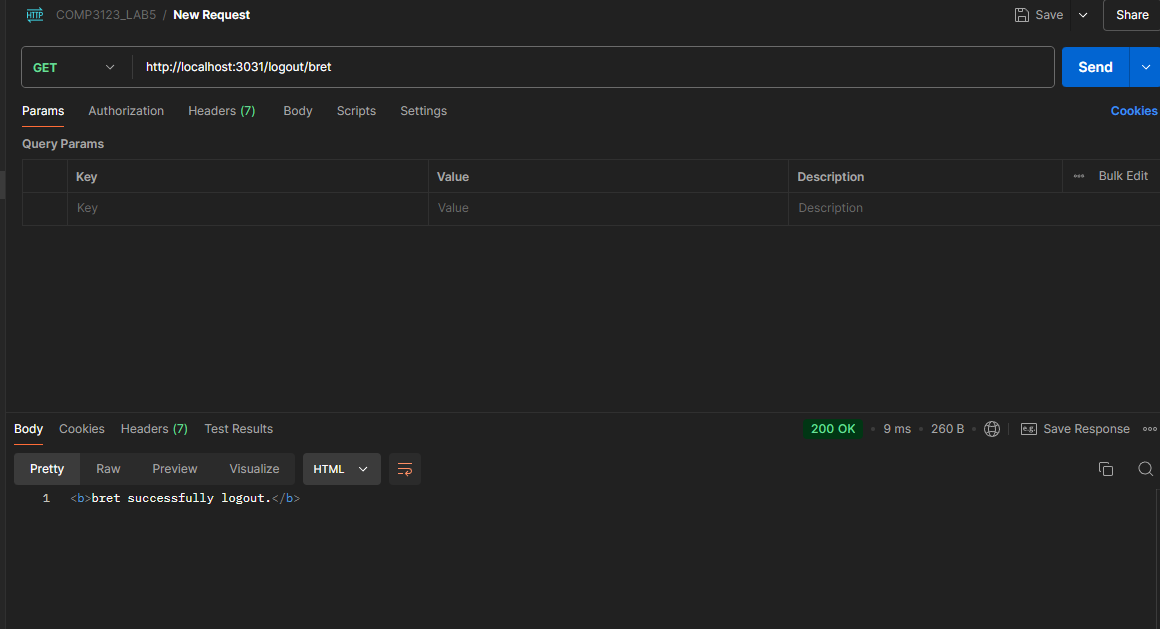 HTTP COMP3123_LAB5 / New Request Save Share
GET http://localhost:3031/logout/bret Send
Params Authorization Headers (7) Body Scripts Settings Cookies
Query Params
Key Value Description Bulk Edit
Key Value Description
Body Cookies Headers (7) Test Results 200 OK 9 ms 260 B e.g. Save Response
Pretty Raw Preview Visualize HTML
1 <b>bret successfully logout.</b>